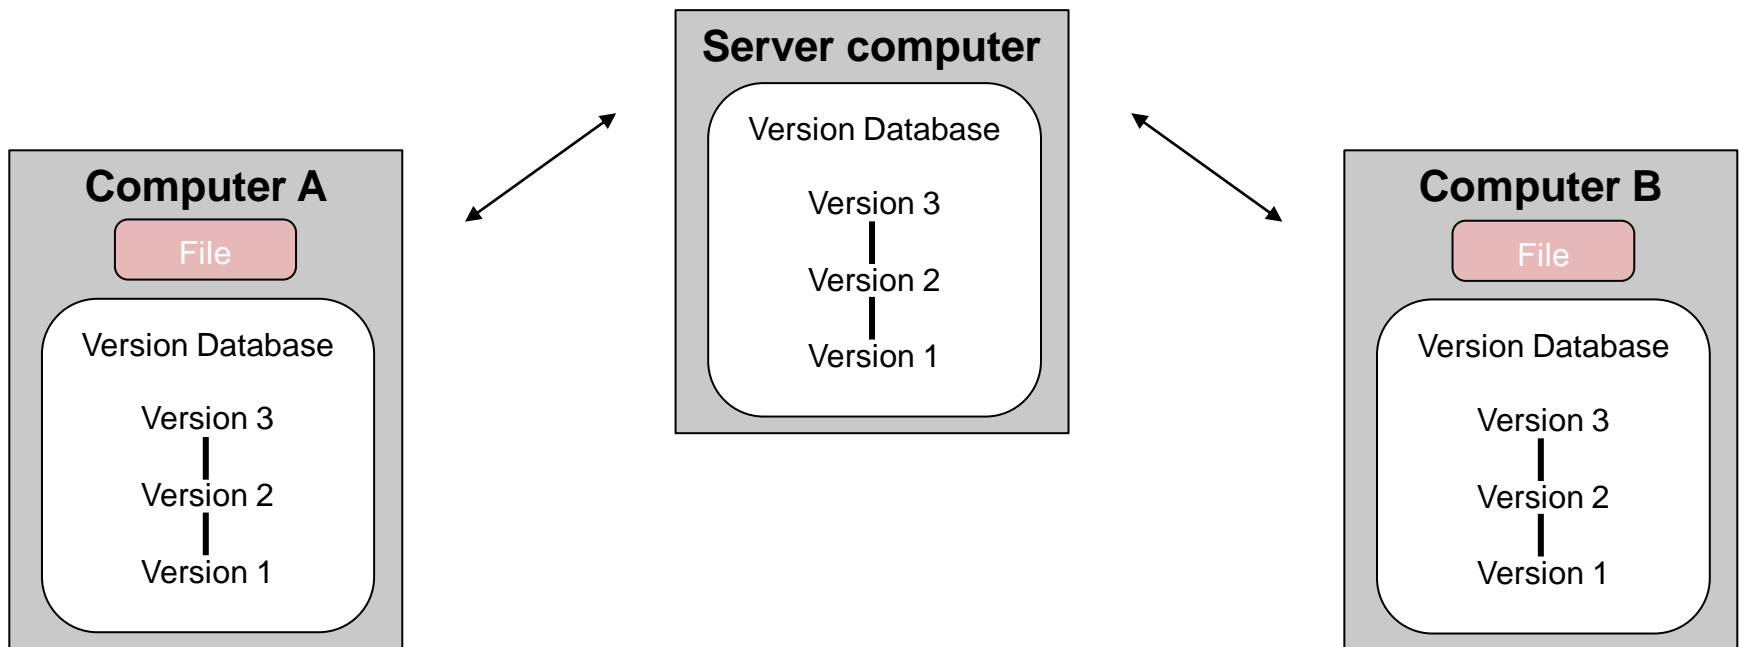 Server computer
Version Database
Version 3
Version 2
Version 1
Computer A
File
Version Database
Version 3
Version 2
Version 1
Computer B
File
Version Database
Version 3
Version 2
Version 1